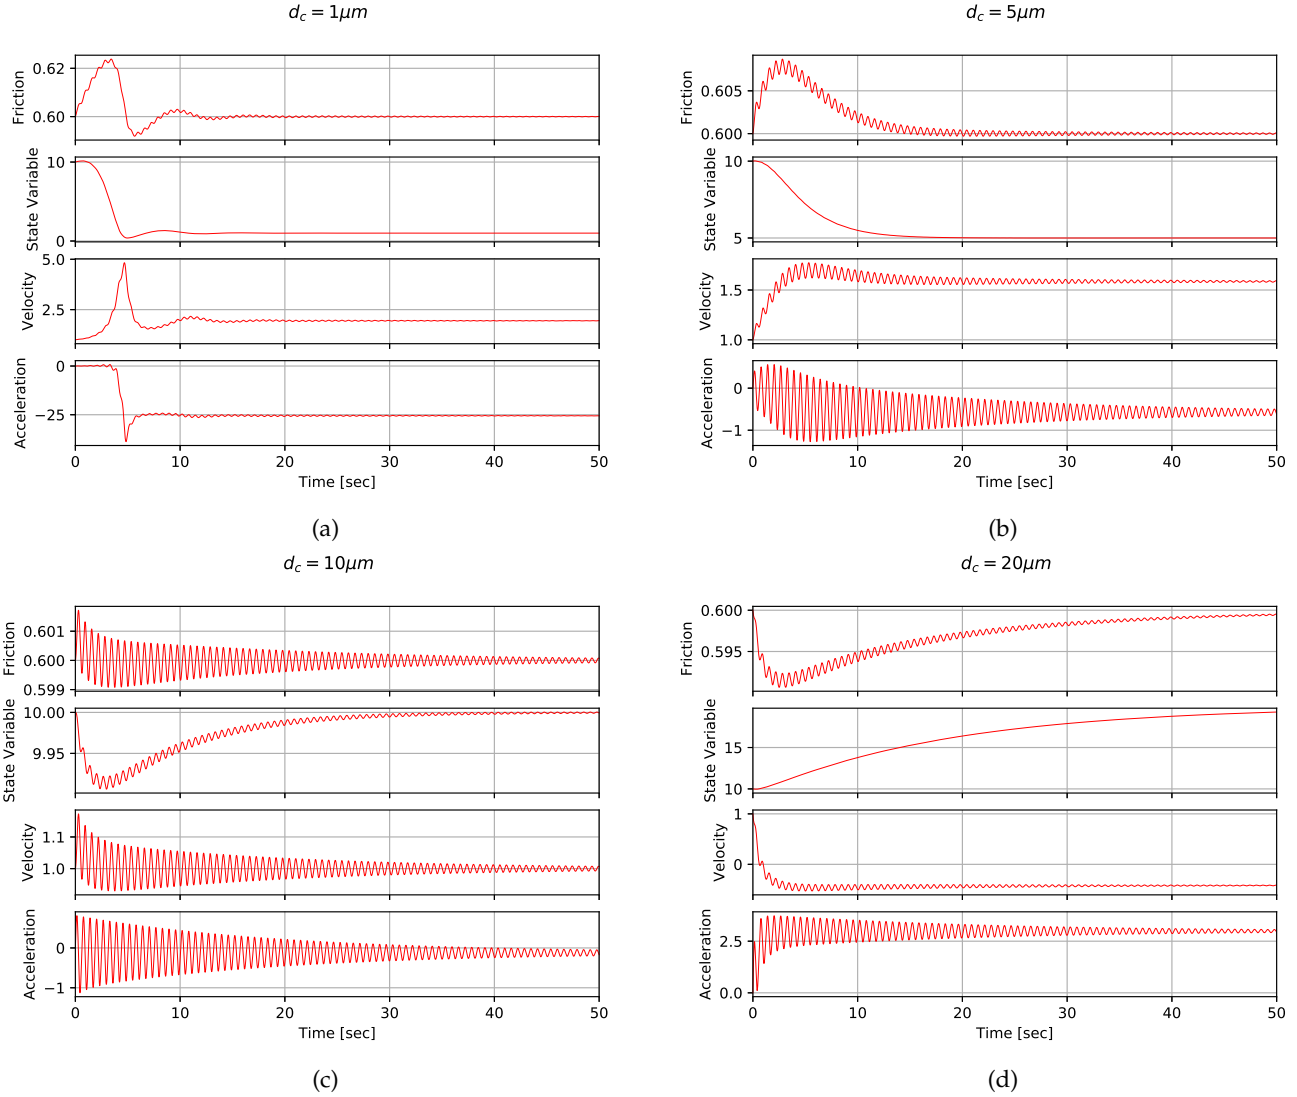 d_c = 1μm
Friction
0.62
0.60
State Variable
10
0
Velocity
5.0
2.5
Acceleration
0
−25
0 10 20 30 40 50
Time [sec]
(a)
d_c = 5μm
Friction
0.605
0.600
State Variable
10
5
Velocity
1.5
1.0
Acceleration
0
−1
0 10 20 30 40 50
Time [sec]
(b)
d_c = 10μm
Friction
0.601
0.600
0.599
State Variable
10.00
9.95
Velocity
1.1
1.0
Acceleration
0
−1
0 10 20 30 40 50
Time [sec]
(c)
d_c = 20μm
Friction
0.600
0.595
State Variable
15
10
Velocity
1
0
Acceleration
2.5
0.0
0 10 20 30 40 50
Time [sec]
(d)